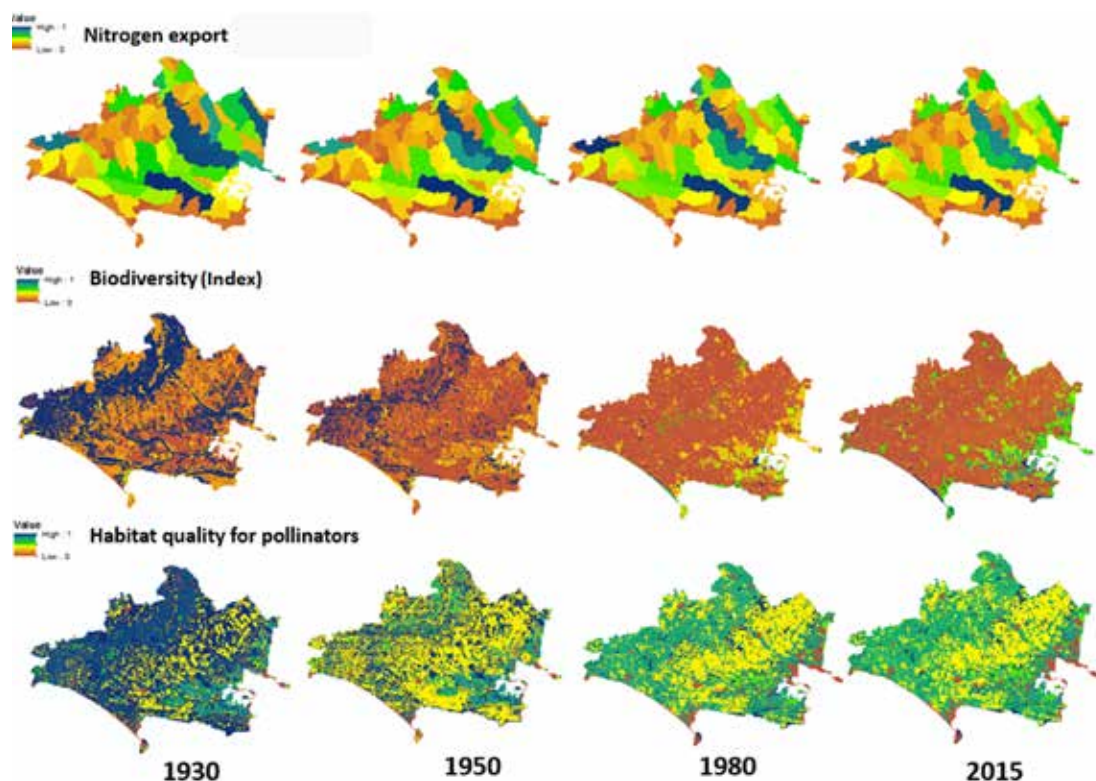 Value
High : 1
Nitrogen export
Low : 0
Value
High : 1
Biodiversity (Index)
Low : 0
Value
High : 1
Habitat quality for pollinators
Low : 0
1930
1950
1980
2015